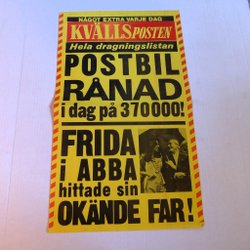 NÅGOT EXTRA VARJE DAG
KVÄLLSPOSTEN
Hela dragningslistan
POSTBIL
RÅNAD
i dag på 370000!
FRIDA
i ABBA
hittade sin
OKÄNDE FAR!